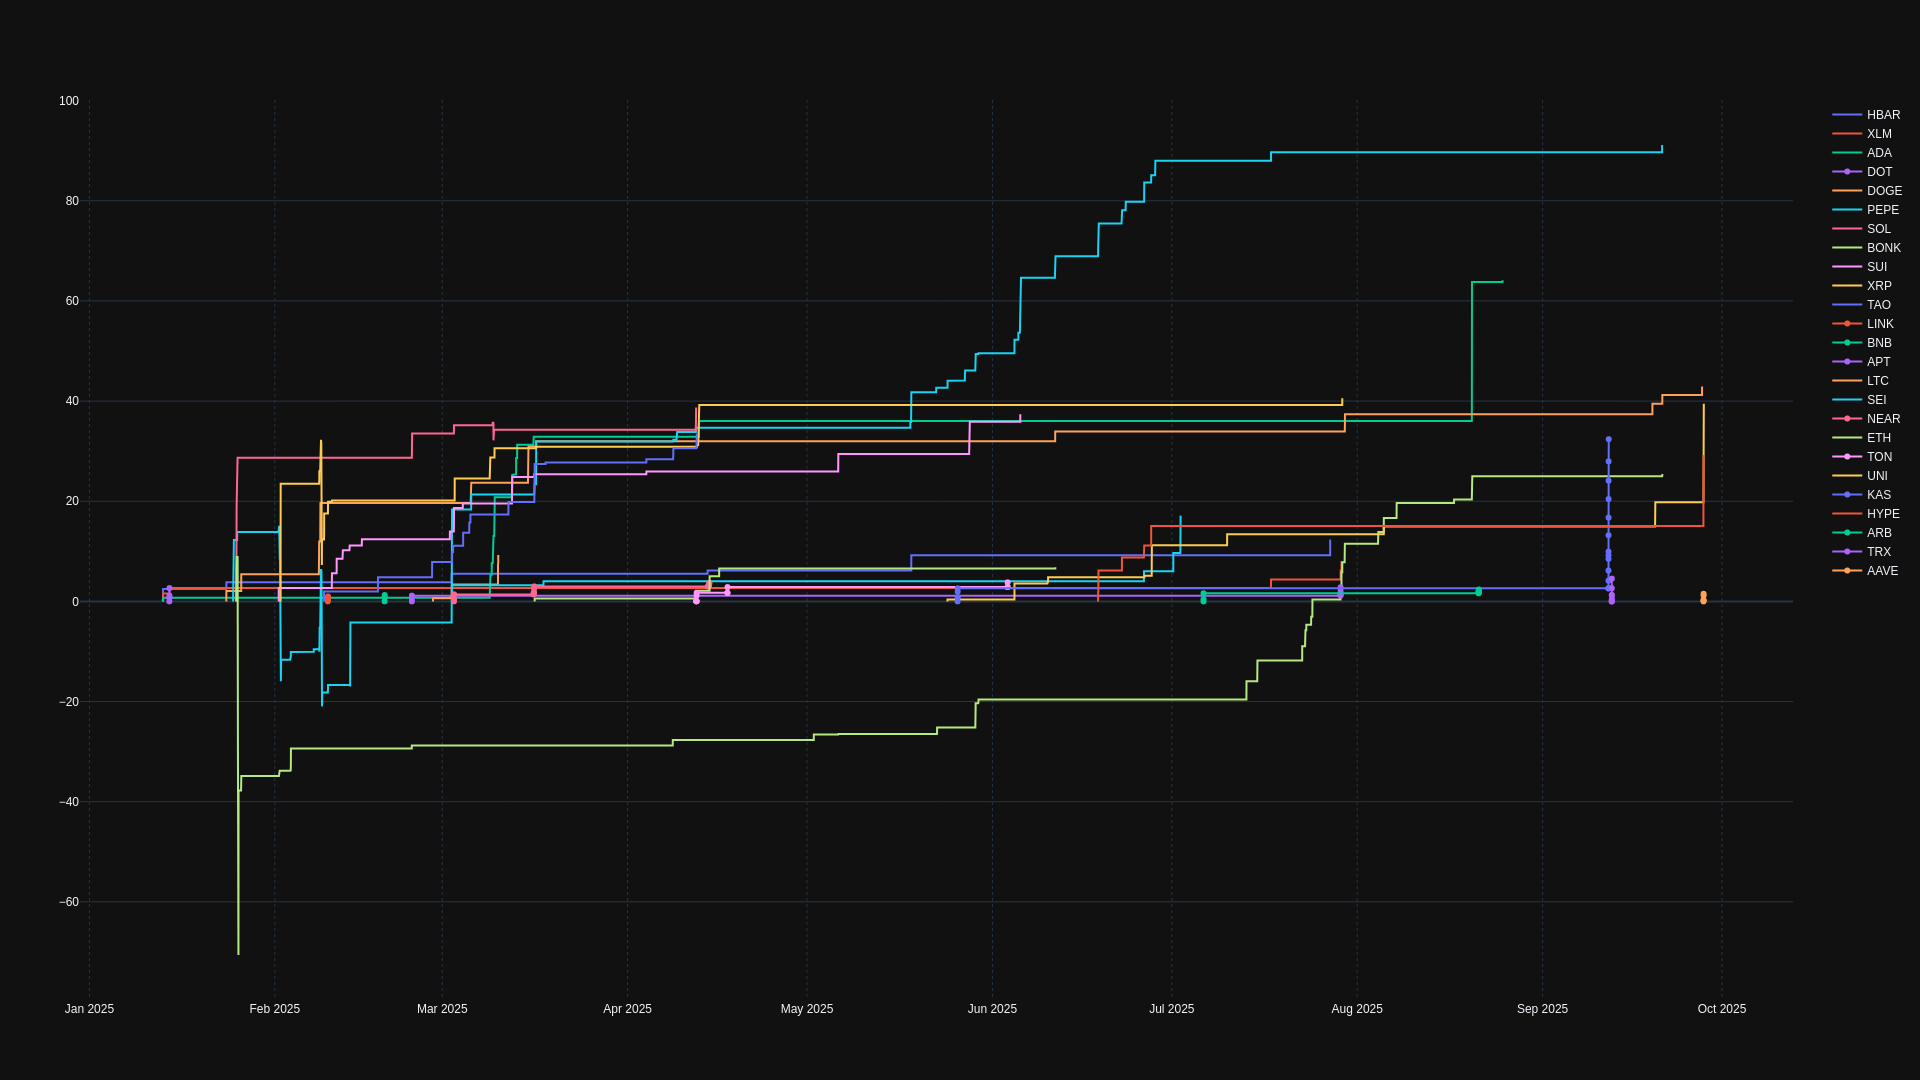 100
80
60
40
20
0
−20
−40
−60
Jan 2025
Feb 2025
Mar 2025
Apr 2025
May 2025
Jun 2025
Jul 2025
Aug 2025
Sep 2025
Oct 2025
HBAR
XLM
ADA
DOT
DOGE
PEPE
SOL
BONK
SUI
XRP
TAO
LINK
BNB
APT
LTC
SEI
NEAR
ETH
TON
UNI
KAS
HYPE
ARB
TRX
AAVE